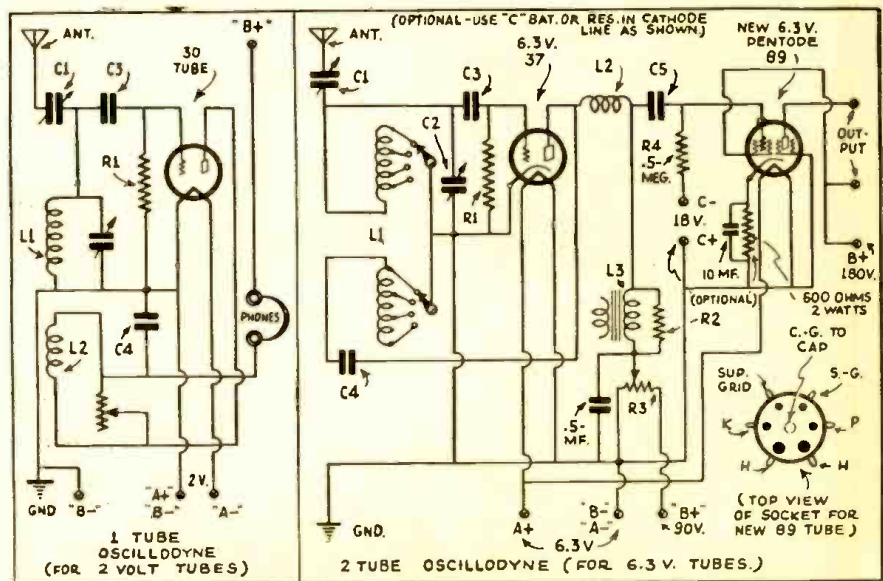 ANT.
"B+"
30
TUBE
C1
C3
R1
L1
C4
PHONES
L2
2 V.
GND
"B-"
"A+"
"B-"
"A-"
1 TUBE
OSCILLODYNE
(FOR 2 VOLT TUBES)
(OPTIONAL-USE "C" BAT. OR RES. IN CATHODE
LINE AS SHOWN.)
ANT.
C1
C3
6.3 V.
37
L2
C5
NEW 6.3 V.
PENTODE
89
C2
R1
R4
.5-
MEG.
OUT-
PUT
L1
C-
18 V.
C+
10 MF.
(OPTIONAL)
B+
180V.
600 OHMS
2 WATTS
L3
R2
C4
.5-
MF.
R3
C.-G. TO
CAP
SUP.
GRID
S.-G.
K
P
H
H
(TOP VIEW
OF SOCKET FOR
NEW 89 TUBE)
GND.
A+
"B-"
"A-"
"B+"
90V.
6.3 V
2 TUBE OSCILLODYNE (FOR 6.3 V. TUBES.)